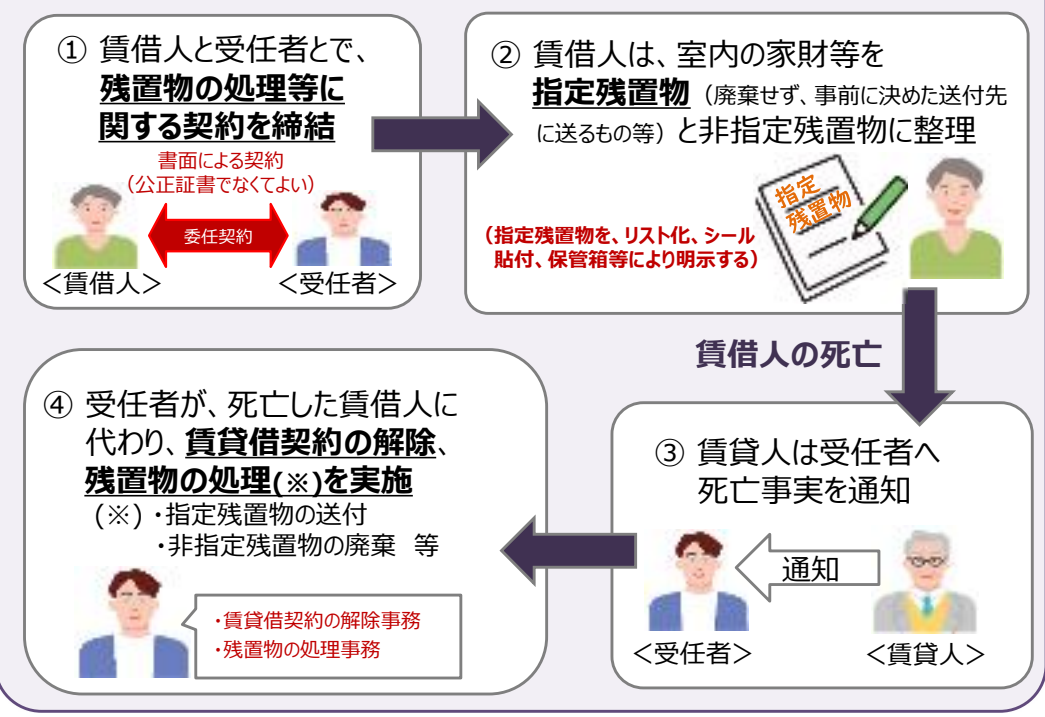 ① 賃借人と受任者とで、
残置物の処理等に
関する契約を締結
書面による契約
（公正証書でなくてよい）
委任契約
＜賃借人＞
＜受任者＞
② 賃借人は、室内の家財等を
指定残置物（廃棄せず、事前に決めた送付先
に送るもの等）と非指定残置物に整理
指定
残置物
（指定残置物を、リスト化、シール
貼付、保管箱等により明示する）
賃借人の死亡
③ 賃貸人は受任者へ
死亡事実を通知
通知
＜受任者＞
＜賃貸人＞
④ 受任者が、死亡した賃借人に
代わり、賃貸借契約の解除、
残置物の処理(※)を実施
(※)・指定残置物の送付
・非指定残置物の廃棄 等
・賃貸借契約の解除事務
・残置物の処理事務